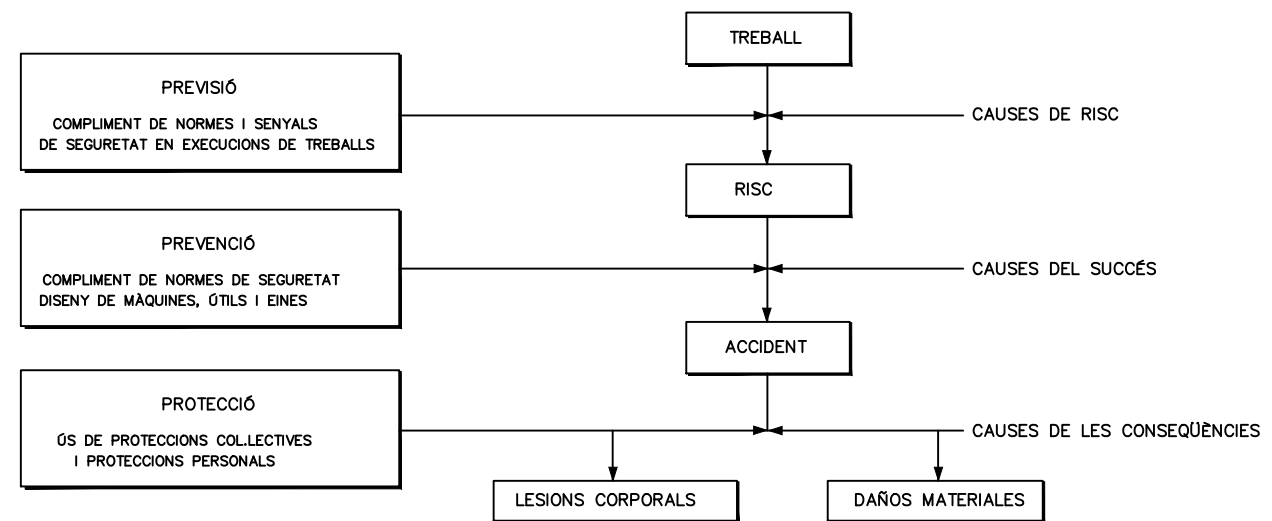 TREBALL
PREVISIÓ
COMPLIMENT DE NORMES I SENYALS
DE SEGURETAT EN EXECUCIONS DE TREBALLS
CAUSES DE RISC
RISC
PREVENCIÓ
COMPLIMENT DE NORMES DE SEGURETAT
DISENY DE MÀQUINES, ÚTILS I EINES
CAUSES DEL SUCCÉS
ACCIDENT
PROTECCIÓ
ÚS DE PROTECCIONS COL.LECTIVES
I PROTECCIONS PERSONALS
CAUSES DE LES CONSEQÜÈNCIES
LESIONS CORPORALS
DAÑOS MATERIALES